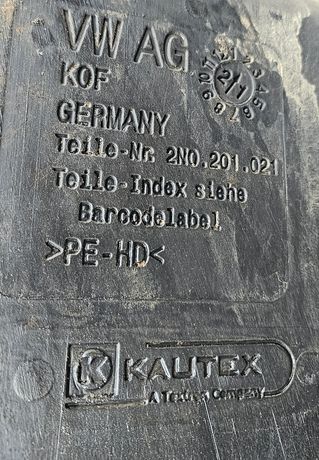 VW AG
KOF
GERMANY
Teile-Nr. 2N0.201.021
Teile-Index siehe
Barcodelabel
>PE-HD<
K KAUTEX
A Textron Company